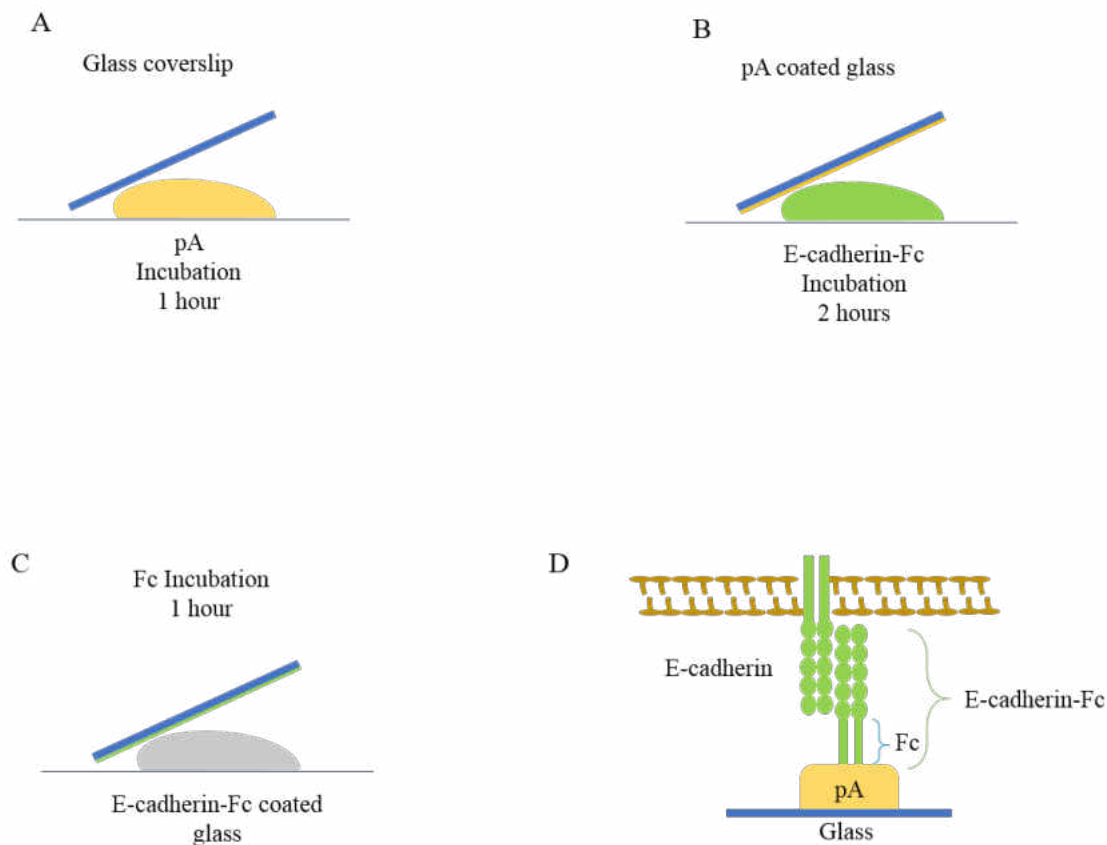 A
Glass coverslip
pA
Incubation
1 hour
B
pA coated glass
E-cadherin-Fc
Incubation
2 hours
C
Fc Incubation
1 hour
E-cadherin-Fc coated
glass
D
E-cadherin
E-cadherin-Fc
Fc
pA
Glass